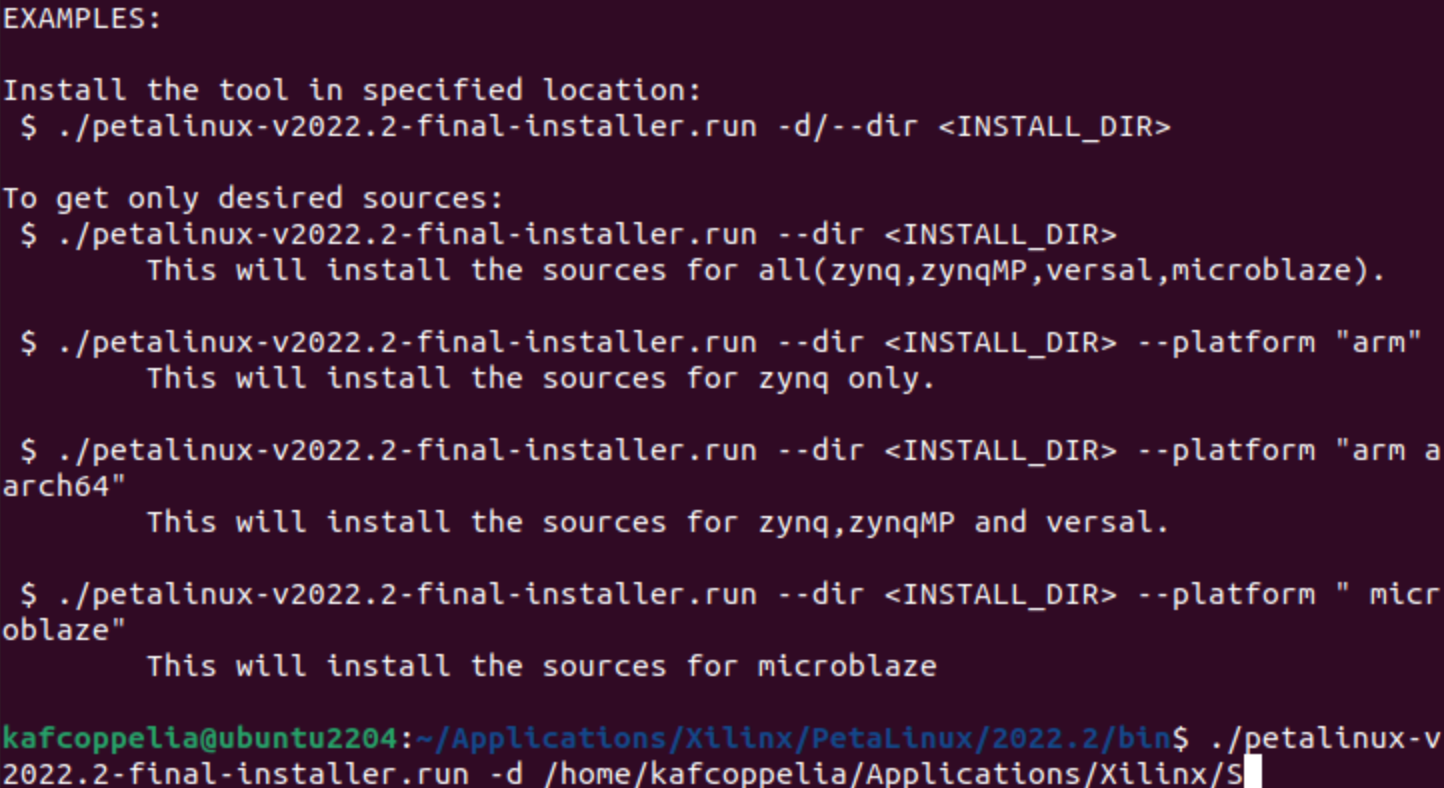 EXAMPLES:
Install the tool in specified location:
$ ./petalinux-v2022.2-final-installer.run -d/--dir <INSTALL_DIR>
To get only desired sources:
$ ./petalinux-v2022.2-final-installer.run --dir <INSTALL_DIR>
This will install the sources for all(zynq,zynqMP,versal,microblaze).
$ ./petalinux-v2022.2-final-installer.run --dir <INSTALL_DIR> --platform "arm"
This will install the sources for zynq only.
$ ./petalinux-v2022.2-final-installer.run --dir <INSTALL_DIR> --platform "arm a
arch64"
This will install the sources for zynq,zynqMP and versal.
$ ./petalinux-v2022.2-final-installer.run --dir <INSTALL_DIR> --platform " micr
oblaze"
This will install the sources for microblaze
kafcoppelia@ubuntu2204:~/Applications/Xilinx/PetaLinux/2022.2/bin$ ./petalinux-v
2022.2-final-installer.run -d /home/kafcoppelia/Applications/Xilinx/S